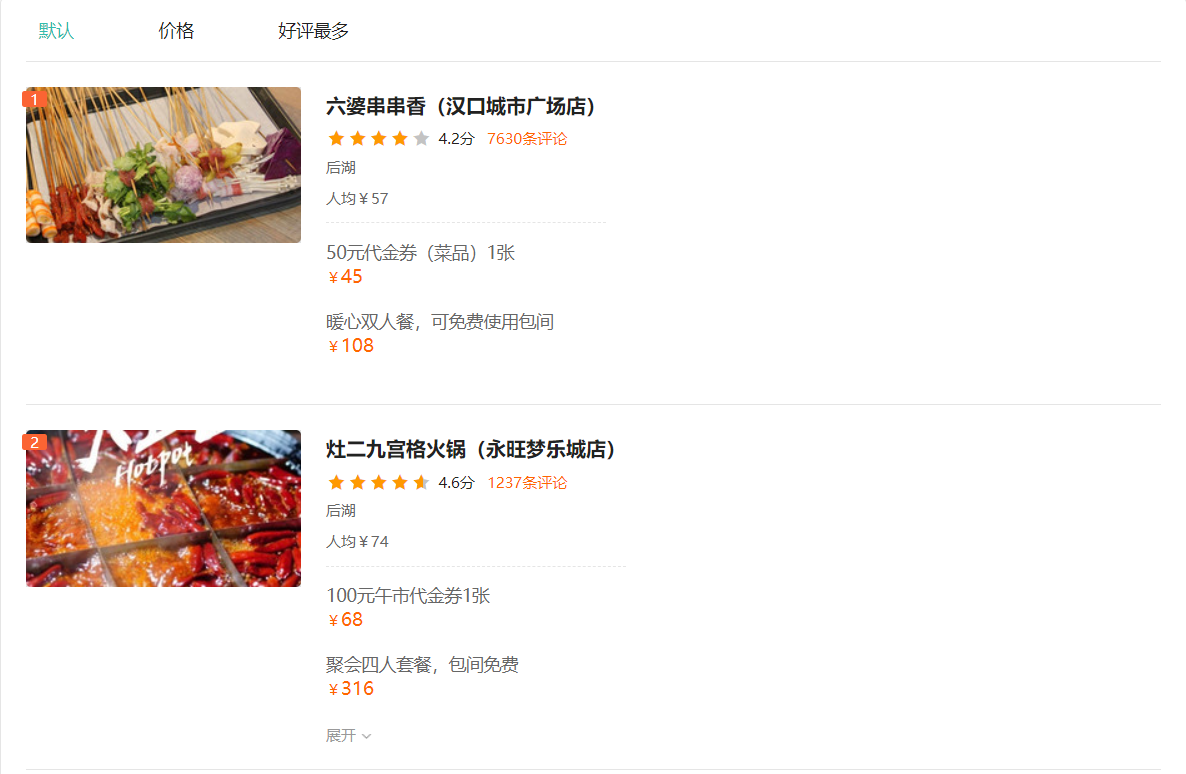 默认 价格 好评最多
1
六婆串串香（汉口城市广场店）
4.2分 7630条评论
后湖
人均￥57
50元代金券（菜品）1张
￥45
暖心双人餐，可免费使用包间
￥108
2
Hotpot
灶二九宫格火锅（永旺梦乐城店）
4.6分 1237条评论
后湖
人均￥74
100元午市代金券1张
￥68
聚会四人套餐，包间免费
￥316
展开